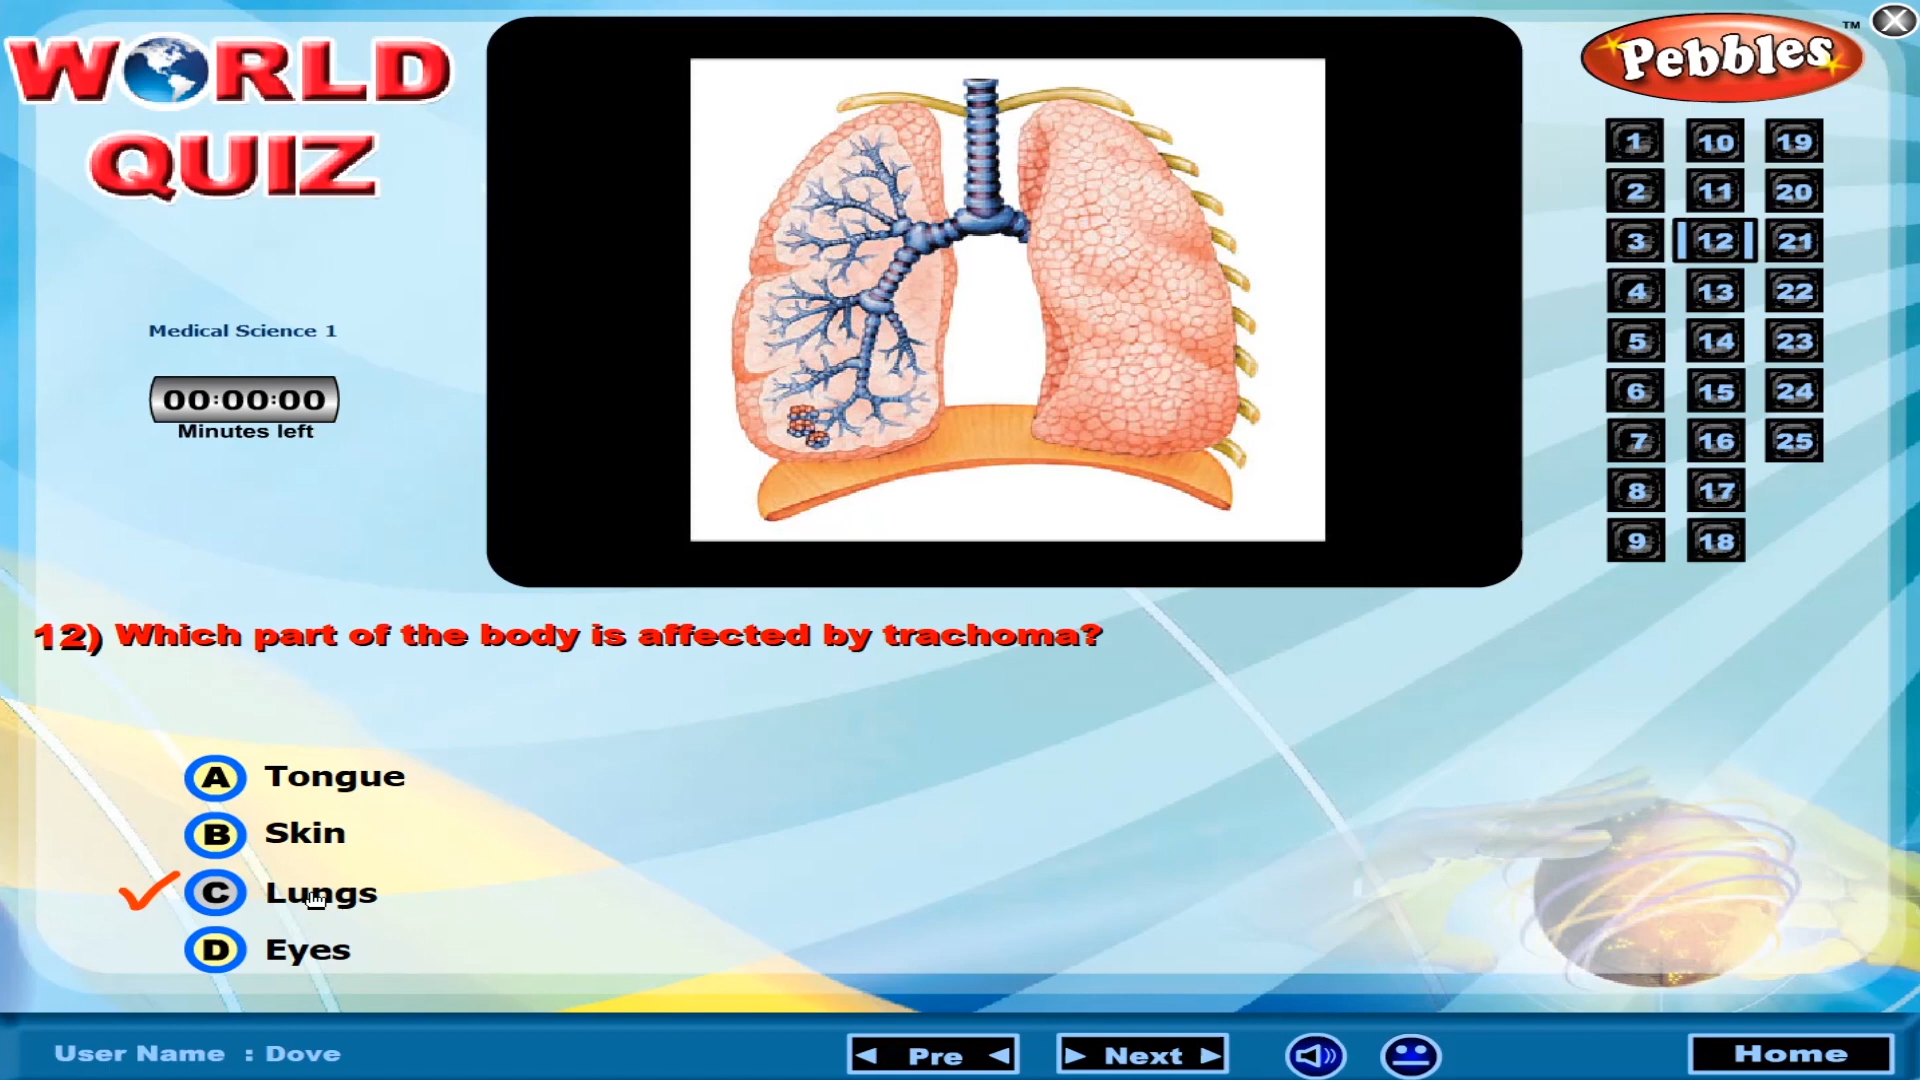 WORLD
QUIZ
Pebbles
TM
1 10 19
2 11 20
3 12 21
4 13 22
5 14 23
6 15 24
7 16 25
8 17
9 18
Medical Science 1
00:00:00
Minutes left
12) Which part of the body is affected by trachoma?
A Tongue
B Skin
C Lungs
D Eyes
User Name : Dove
Pre
Next
Home